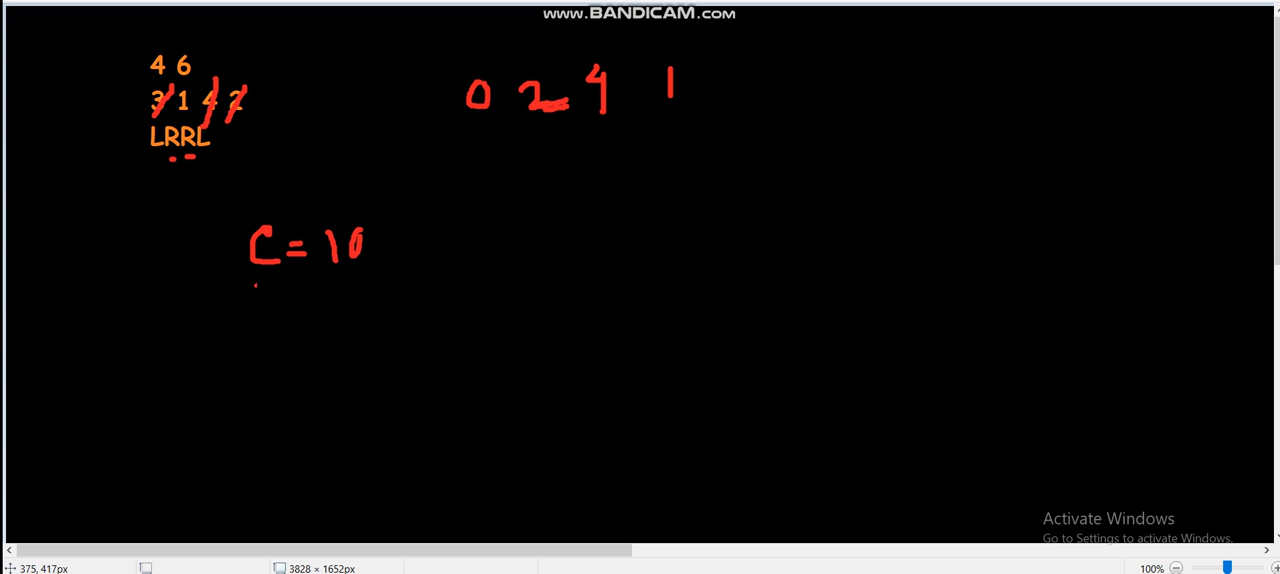 www.BANDICAM.com
4 6
3 1 4 2
0 2 4 1
LRRL
C = 10
Activate Windows
Go to Settings to activate Windows.
375, 417px
3828 × 1652px
100%